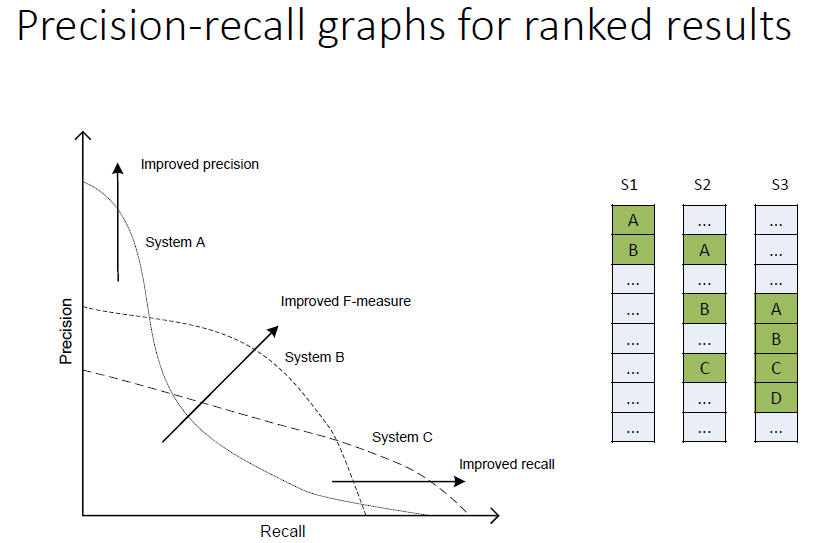 Precision-recall graphs for ranked results
Improved precision
System A
Improved F-measure
System B
System C
Improved recall
Precision
Recall
S1 S2 S3
A ... ...
B A ...
... ... ...
... B A
... ... B
... C C
... ... D
... ... ...